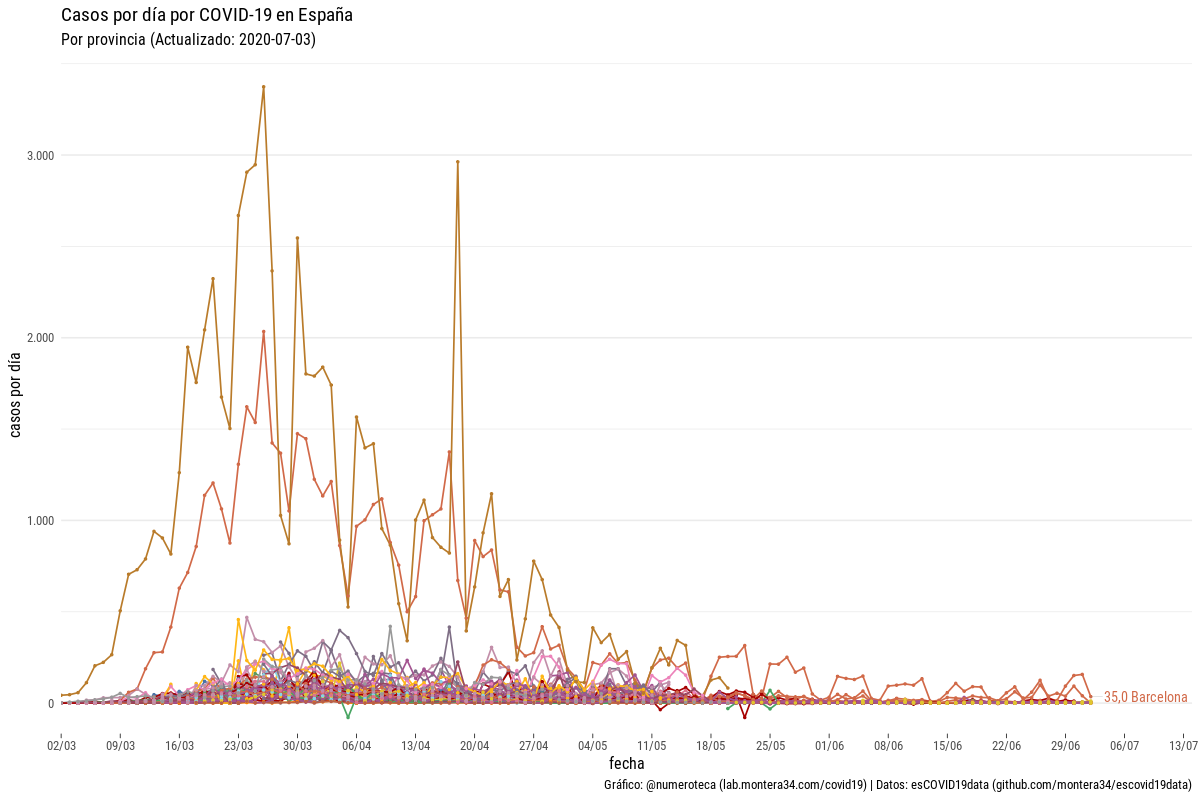 Casos por día por COVID-19 en España
Por provincia (Actualizado: 2020-07-03)
casos por día
3.000
2.000
1.000
0
35,0 Barcelona
02/03 09/03 16/03 23/03 30/03 06/04 13/04 20/04 27/04 04/05 11/05 18/05 25/05 01/06 08/06 15/06 22/06 29/06 06/07 13/07
fecha
Gráfico: @numeroteca (lab.montera34.com/covid19) | Datos: esCOVID19data (github.com/montera34/escovid19data)